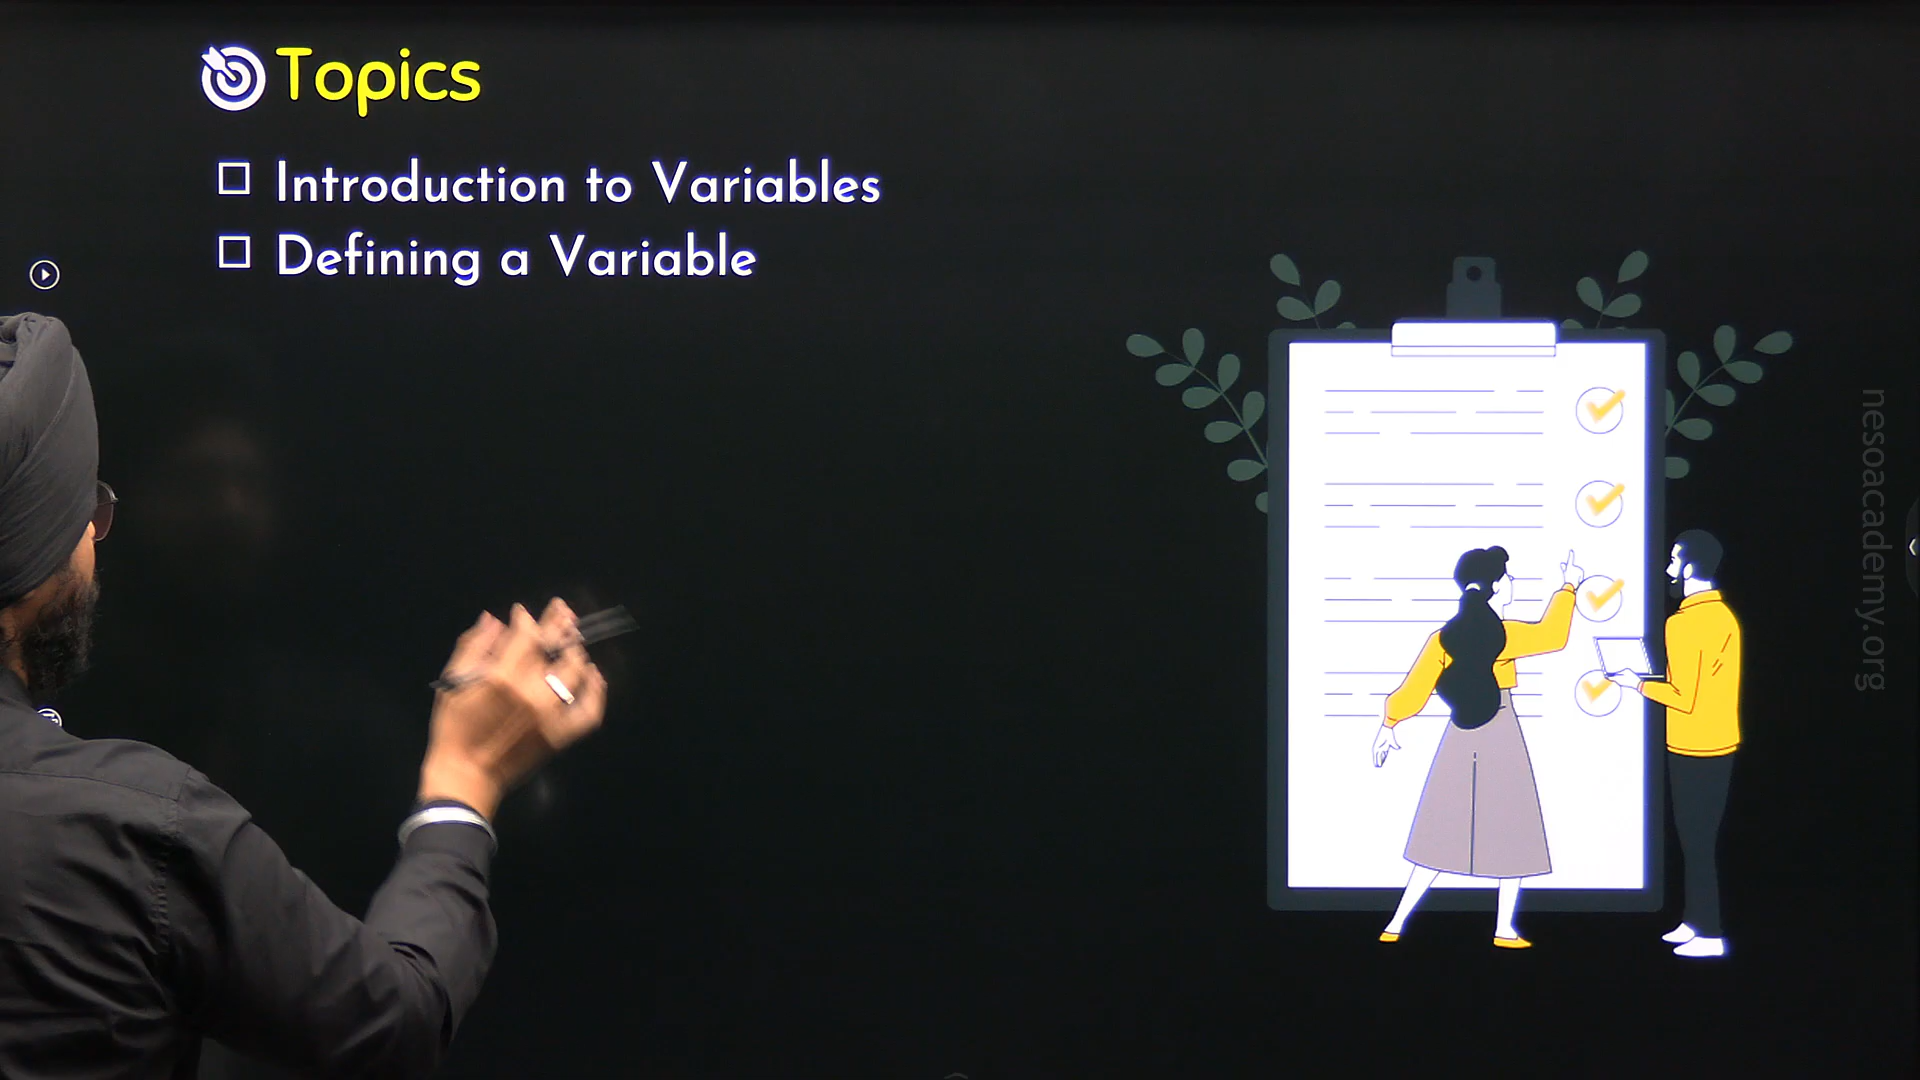 Topics
Introduction to Variables
Defining a Variable
nesoacademy.org